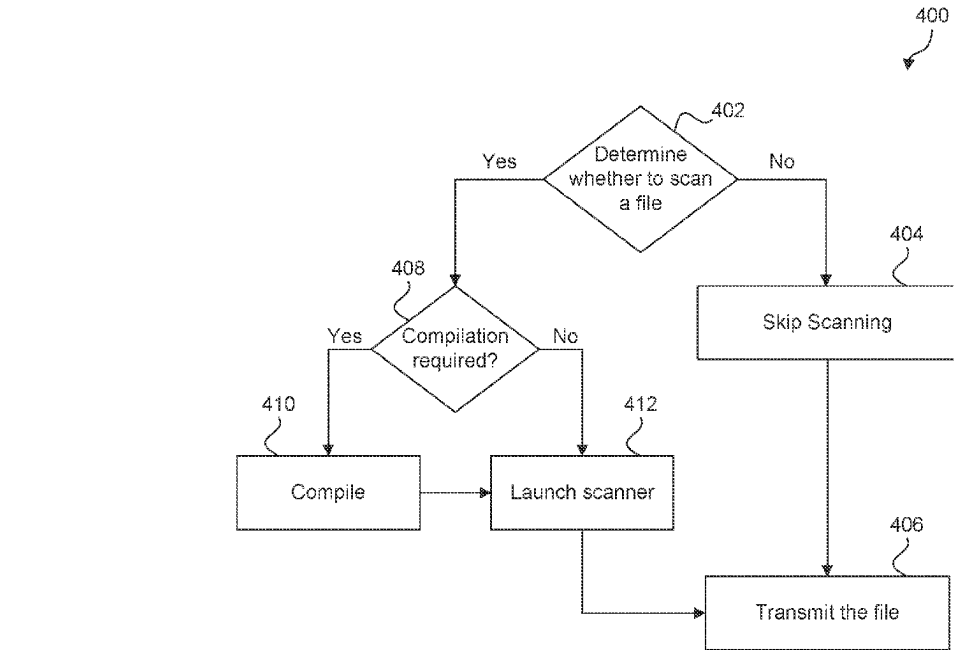 400
402
Determine
whether to scan
a file
Yes
No
404
Skip Scanning
408
Compilation
required?
Yes
No
410
Compile
412
Launch scanner
406
Transmit the file